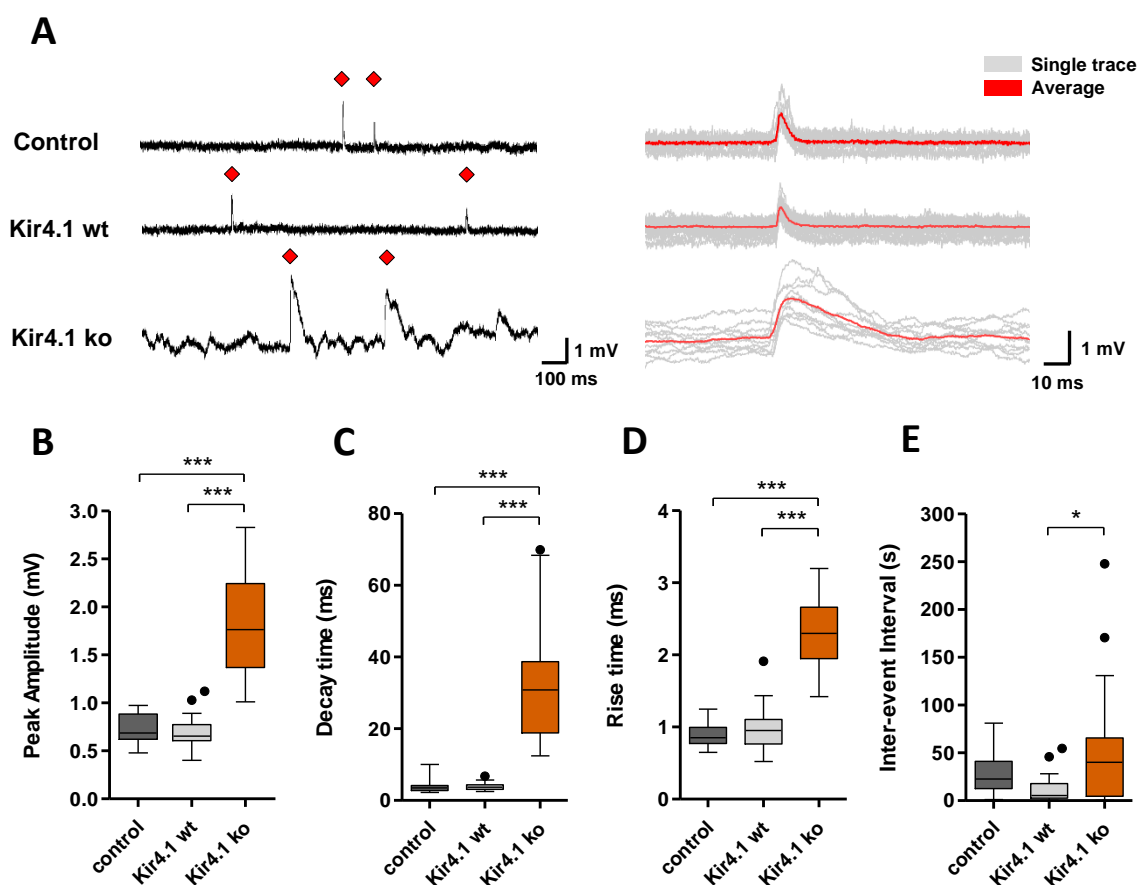 A
Single trace
Average
Control
Kir4.1 wt
Kir4.1 ko
1 mV
100 ms
1 mV
10 ms
B
C
D
E
***
***
Peak Amplitude (mV)
3.0
2.5
2.0
1.5
1.0
0.5
0.0
control
Kir4.1 wt
Kir4.1 ko
***
***
Decay time (ms)
80
60
40
20
0
control
Kir4.1 wt
Kir4.1 ko
***
***
Rise time (ms)
4
3
2
1
0
control
Kir4.1 wt
Kir4.1 ko
*
Inter-event Interval (s)
300
250
200
150
100
50
0
control
Kir4.1 wt
Kir4.1 ko